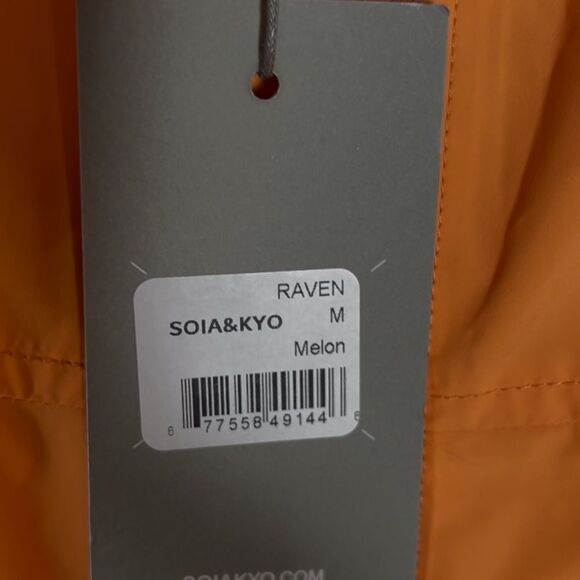 RAVEN
SOIA&KYO M
Melon
6 77558 49144 6
SOIAKYO.COM